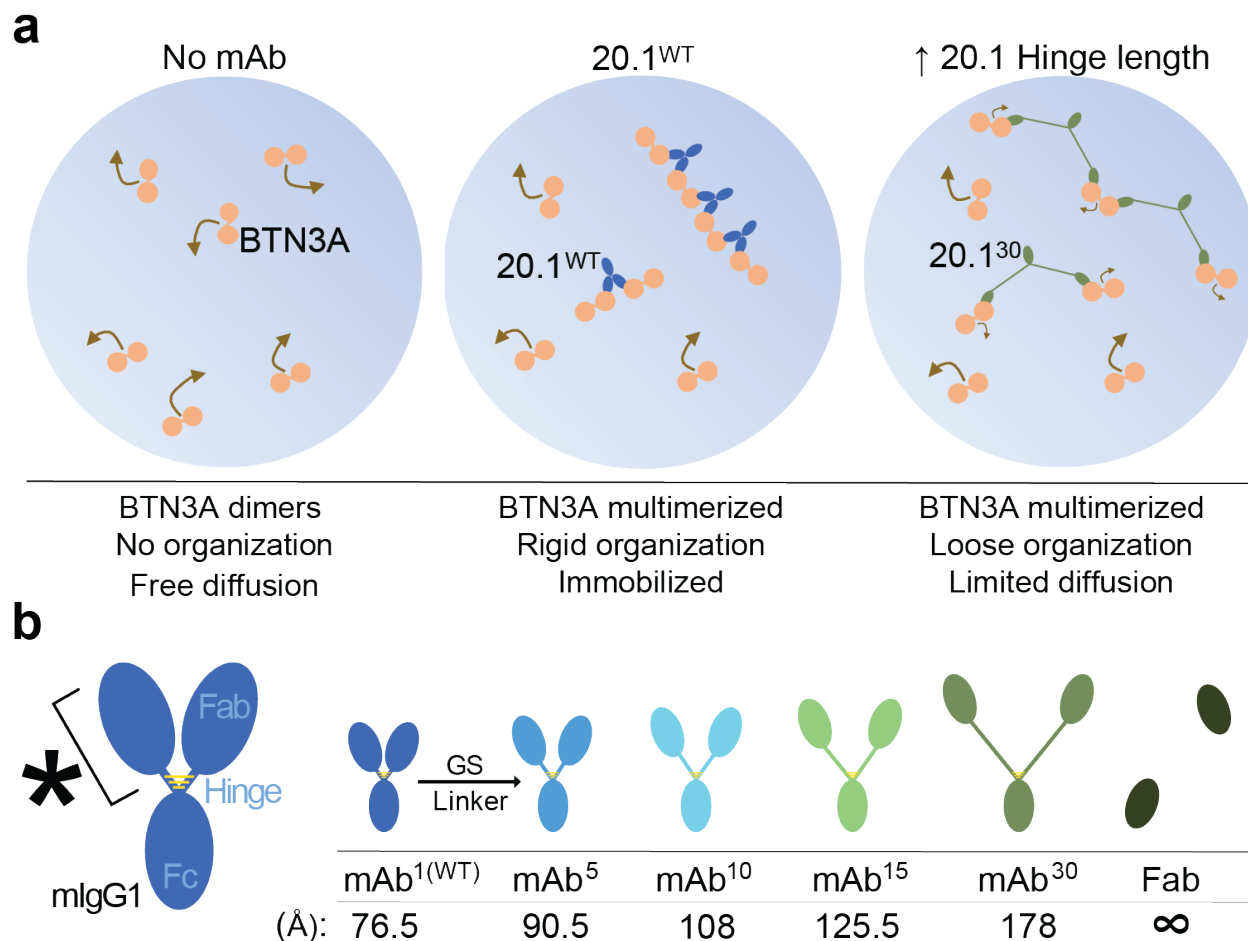 a
No mAb
20.1ᵂᵀ
↑ 20.1 Hinge length
BTN3A
20.1ᵂᵀ
20.1³⁰
BTN3A dimers
No organization
Free diffusion
BTN3A multimerized
Rigid organization
Immobilized
BTN3A multimerized
Loose organization
Limited diffusion
b
Fab
Hinge
*
Fc
mIgG1
GS
Linker
mAb¹⁽ᵂᵀ⁾ mAb⁵ mAb¹⁰ mAb¹⁵ mAb³⁰ Fab
(Å): 76.5 90.5 108 125.5 178 ∞